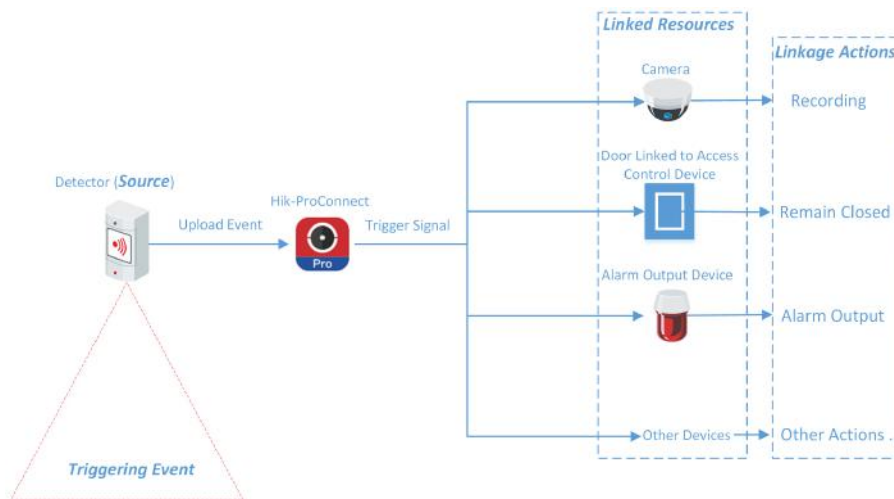 Linked Resources
Linkage Actions
Camera
Recording
Door Linked to Access
Control Device
Detector (Source)
Hik-ProConnect
Upload Event
Trigger Signal
Remain Closed
Pro
Alarm Output Device
Alarm Output
Other Devices
Other Actions .
Triggering Event